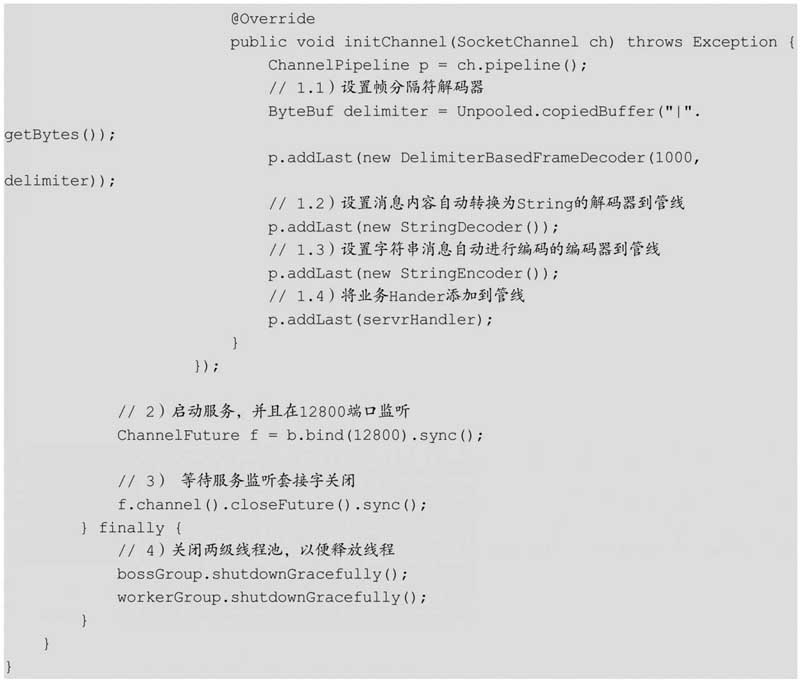 @Override
public void initChannel(SocketChannel ch) throws Exception {
ChannelPipeline p = ch.pipeline();
// 1.1）设置帧分隔符解码器
ByteBuf delimiter = Unpooled.copiedBuffer("|".
getBytes());
p.addLast(new DelimiterBasedFrameDecoder(1000,
delimiter));
// 1.2）设置消息内容自动转换为String的解码器到管线
p.addLast(new StringDecoder());
// 1.3）设置字符串消息自动进行编码的编码器到管线
p.addLast(new StringEncoder());
// 1.4）将业务Hander添加到管线
p.addLast(servrHandler);
}
});
// 2）启动服务，并且在12800端口监听
ChannelFuture f = b.bind(12800).sync();
// 3） 等待服务监听套接字关闭
f.channel().closeFuture().sync();
} finally {
// 4）关闭两级线程池，以便释放线程
bossGroup.shutdownGracefully();
workerGroup.shutdownGracefully();
}
}
}